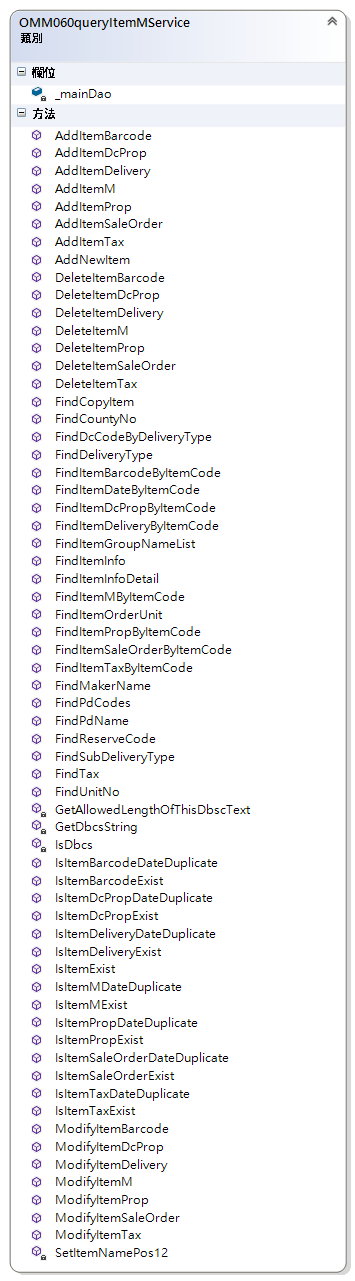 OMM060queryItemMService
類別
欄位
_mainDao
方法
AddItemBarcode
AddItemDcProp
AddItemDelivery
AddItemM
AddItemProp
AddItemSaleOrder
AddItemTax
AddNewItem
DeleteItemBarcode
DeleteItemDcProp
DeleteItemDelivery
DeleteItemM
DeleteItemProp
DeleteItemSaleOrder
DeleteItemTax
FindCopyItem
FindCountyNo
FindDcCodeByDeliveryType
FindDeliveryType
FindItemBarcodeByItemCode
FindItemDateByItemCode
FindItemDcPropByItemCode
FindItemDeliveryByItemCode
FindItemGroupNameList
FindItemInfo
FindItemInfoDetail
FindItemMByItemCode
FindItemOrderUnit
FindItemPropByItemCode
FindItemSaleOrderByItemCode
FindItemTaxByItemCode
FindMakerName
FindPdCodes
FindPdName
FindReserveCode
FindSubDeliveryType
FindTax
FindUnitNo
GetAllowedLengthOfThisDbscText
GetDbcsString
IsDbcs
IsItemBarcodeDateDuplicate
IsItemBarcodeExist
IsItemDcPropDateDuplicate
IsItemDcPropExist
IsItemDeliveryDateDuplicate
IsItemDeliveryExist
IsItemExist
IsItemMDateDuplicate
IsItemMExist
IsItemPropDateDuplicate
IsItemPropExist
IsItemSaleOrderDateDuplicate
IsItemSaleOrderExist
IsItemTaxDateDuplicate
IsItemTaxExist
ModifyItemBarcode
ModifyItemDcProp
ModifyItemDelivery
ModifyItemM
ModifyItemProp
ModifyItemSaleOrder
ModifyItemTax
SetItemNamePos12